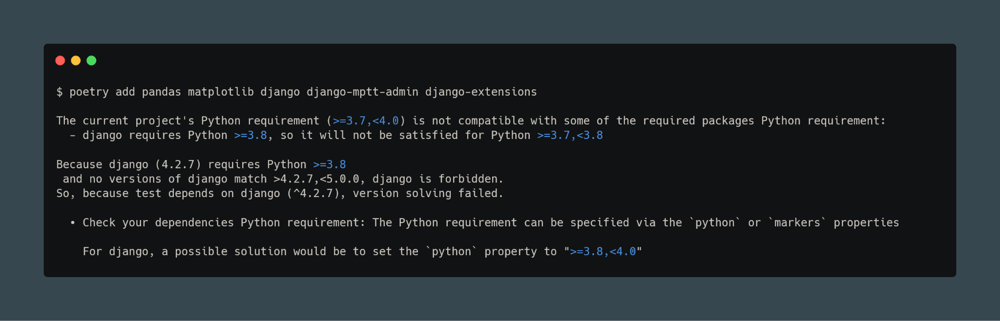 $ poetry add pandas matplotlib django django-mptt-admin django-extensions
The current project's Python requirement (>=3.7,<4.0) is not compatible with some of the required packages Python requirement:
- django requires Python >=3.8, so it will not be satisfied for Python >=3.7,<3.8
Because django (4.2.7) requires Python >=3.8
and no versions of django match >4.2.7,<5.0.0, django is forbidden.
So, because test depends on django (^4.2.7), version solving failed.
• Check your dependencies Python requirement: The Python requirement can be specified via the `python` or `markers` properties
For django, a possible solution would be to set the `python` property to ">=3.8,<4.0"